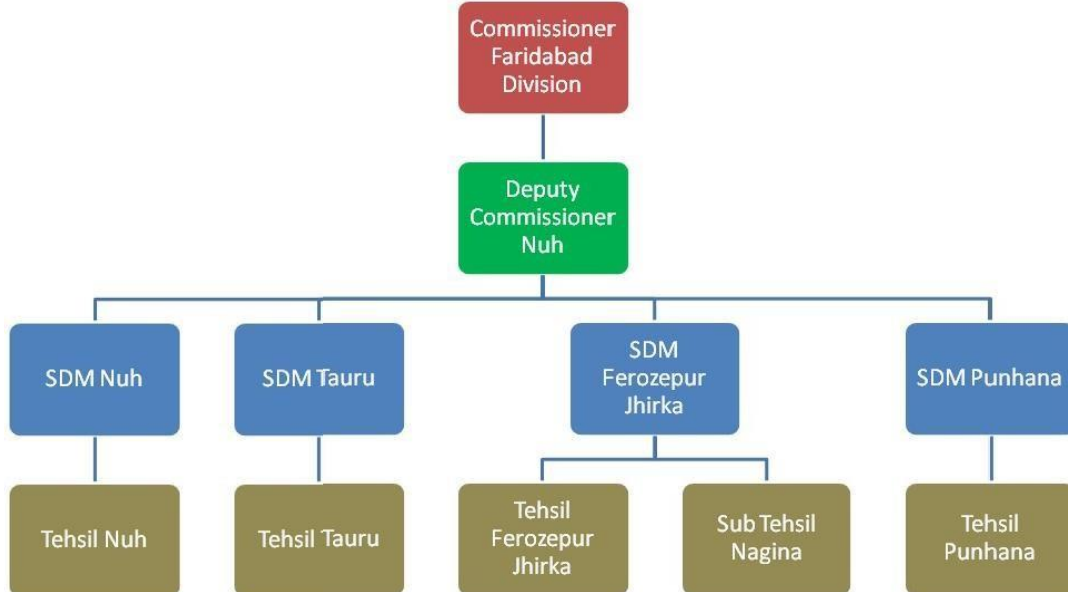 Commissioner
Faridabad
Division
Deputy
Commissioner
Nuh
SDM Nuh
SDM Tauru
SDM
Ferozepur
Jhirka
SDM Punhana
Tehsil Nuh
Tehsil Tauru
Tehsil
Ferozepur
Jhirka
Sub Tehsil
Nagina
Tehsil
Punhana